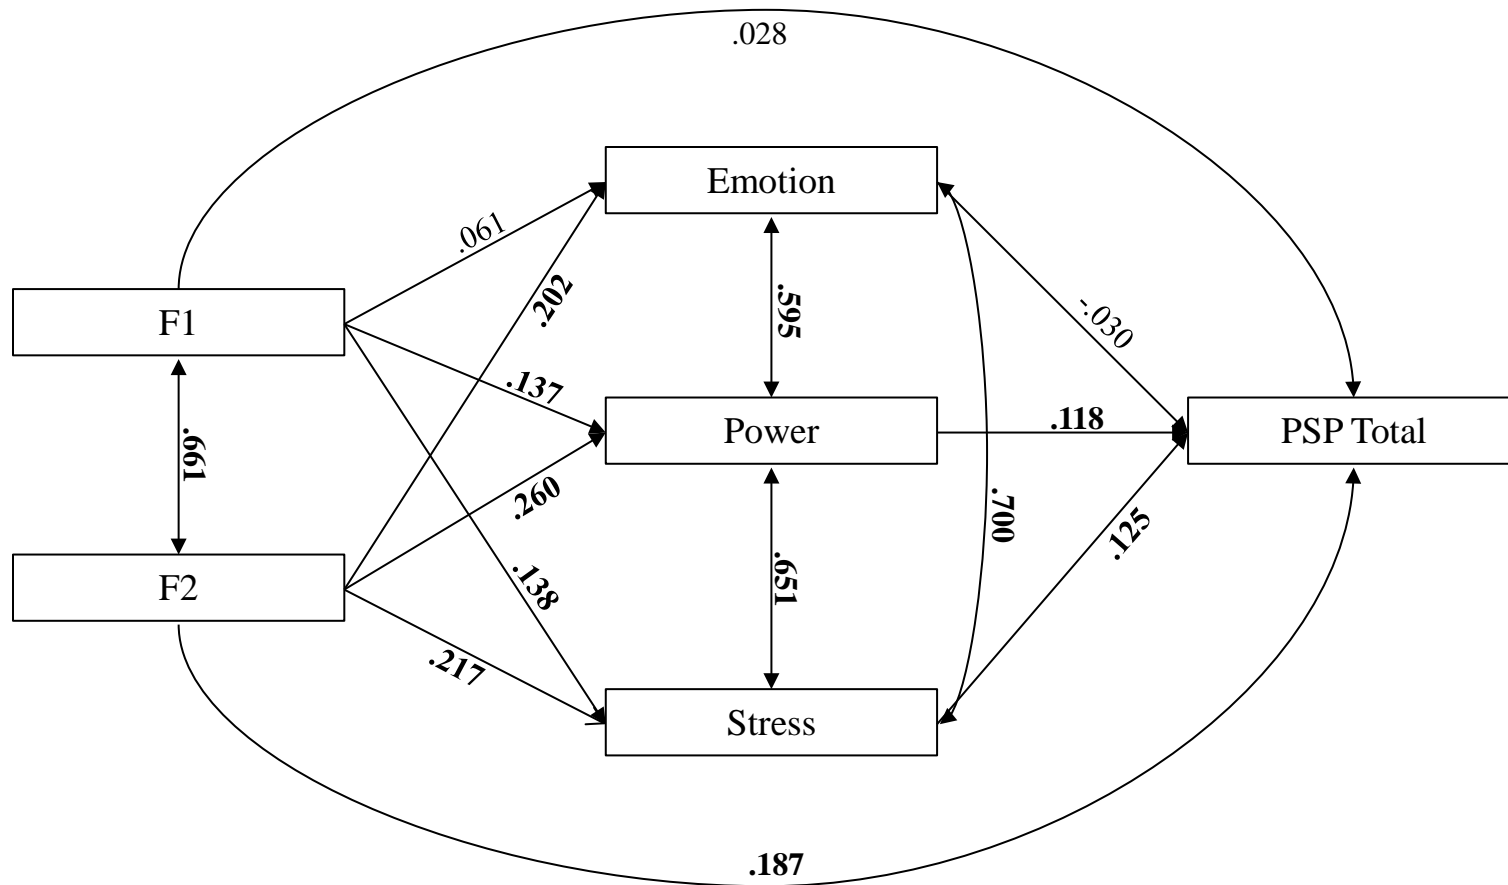 .028
Emotion
.061
.202
.595
-.030
F1
.137
.118
Power
PSP Total
.661
.260
.700
.125
.651
.138
F2
.217
Stress
.187